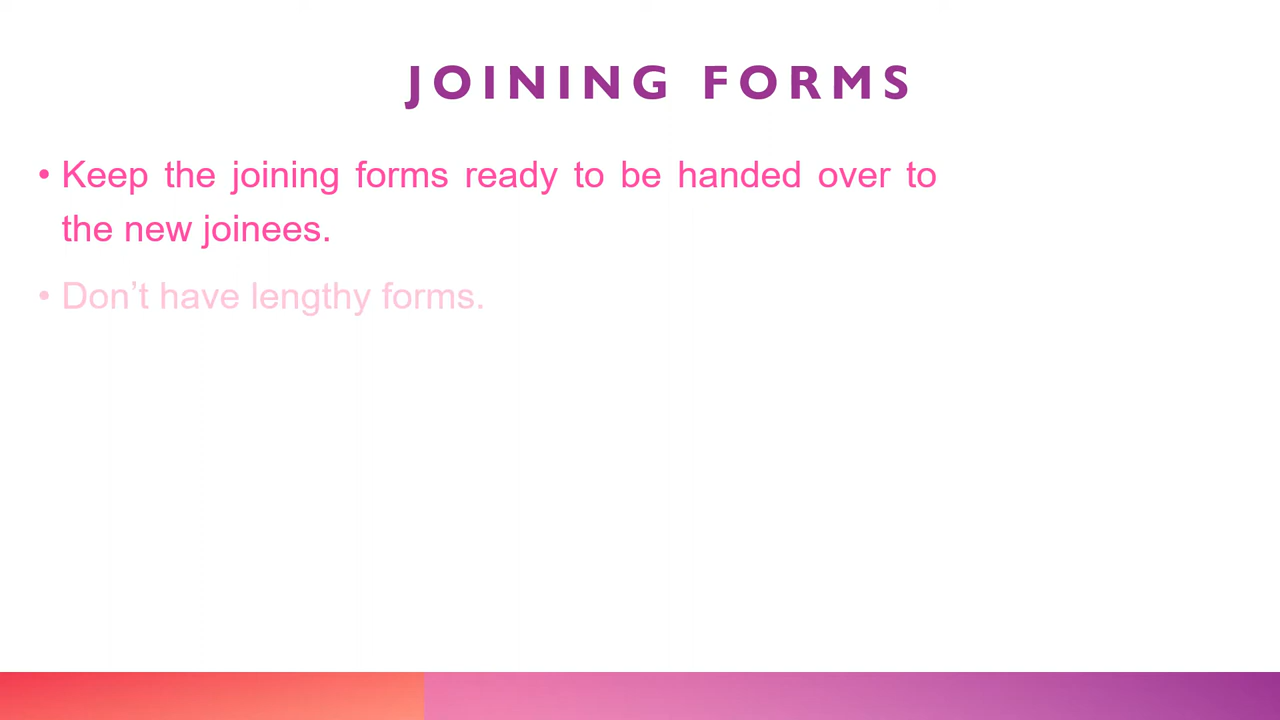 JOINING FORMS
• Keep the joining forms ready to be handed over to
the new joinees.
• Don’t have lengthy forms.